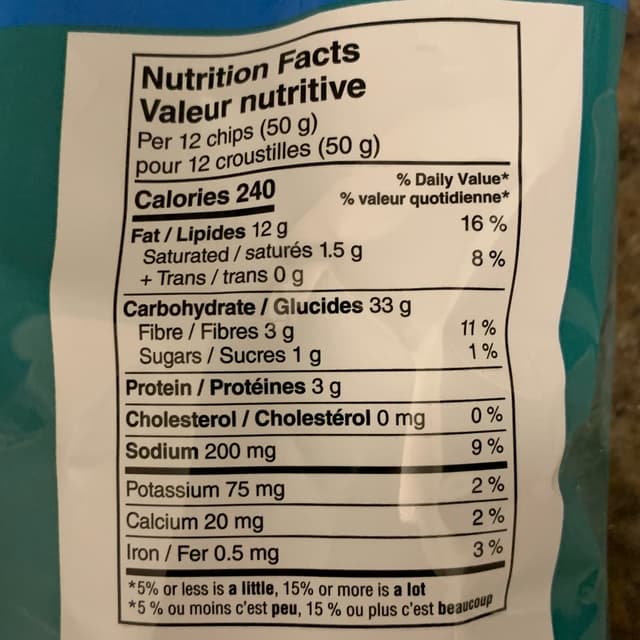 Nutrition Facts
Valeur nutritive
Per 12 chips (50 g)
pour 12 croustilles (50 g)
Calories 240
% Daily Value*
% valeur quotidienne*
Fat / Lipides 12 g 16 %
Saturated / saturés 1.5 g
+ Trans / trans 0 g 8 %
Carbohydrate / Glucides 33 g
Fibre / Fibres 3 g 11 %
Sugars / Sucres 1 g 1 %
Protein / Protéines 3 g
Cholesterol / Cholestérol 0 mg 0 %
Sodium 200 mg 9 %
Potassium 75 mg 2 %
Calcium 20 mg 2 %
Iron / Fer 0.5 mg 3 %
*5% or less is a little, 15% or more is a lot
*5 % ou moins c'est peu, 15 % ou plus c'est beaucoup